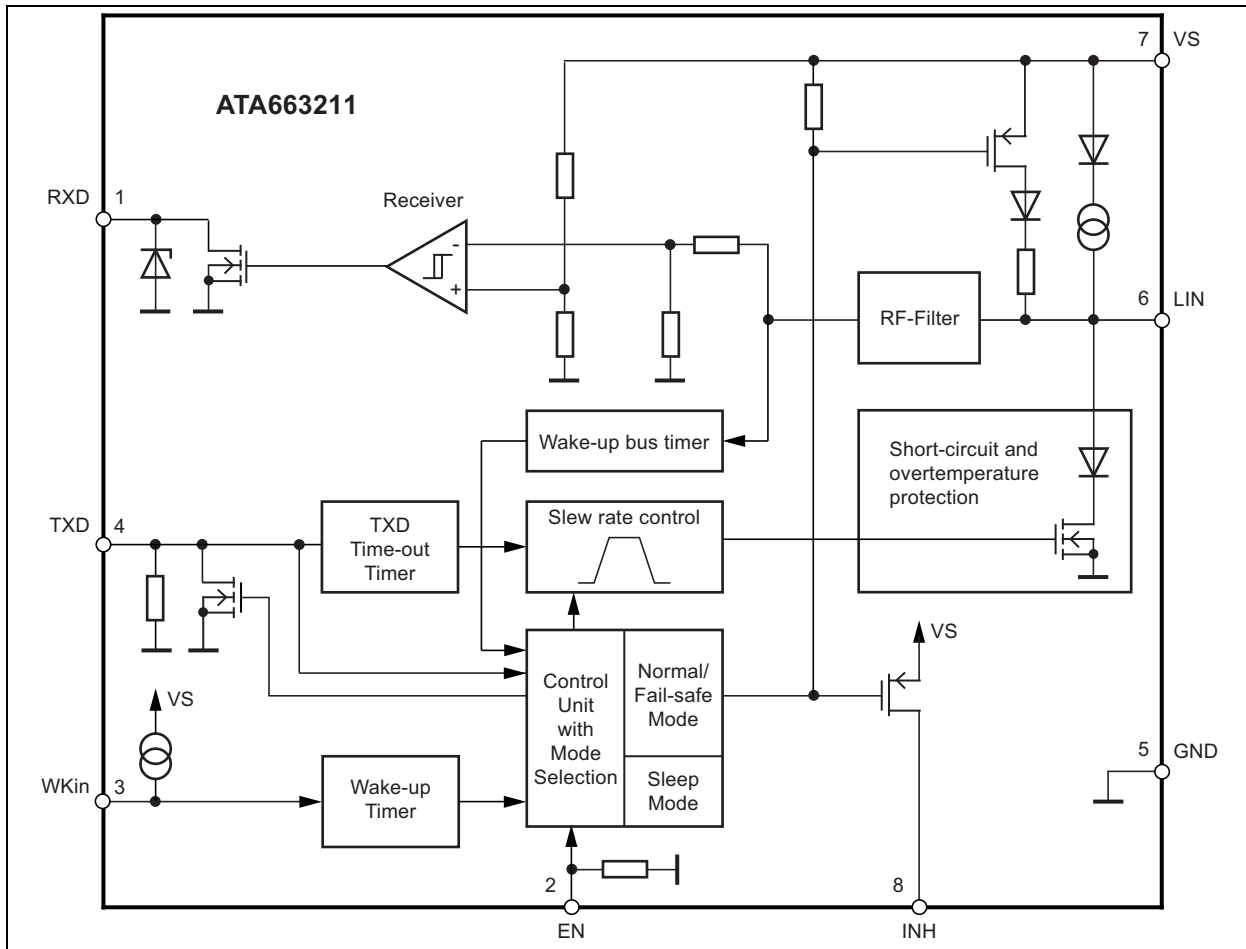 7 VS
ATA663211
RXD 1
Receiver
-
+
6 LIN
RF-Filter
Wake-up bus timer
Short-circuit and
overtemperature
protection
TXD 4
TXD
Time-out
Timer
Slew rate control
VS
Control
Unit
with
Mode
Selection
Normal/
Fail-safe
Mode
Sleep
Mode
VS
WKin 3
Wake-up
Timer
5 GND
2
EN
8
INH